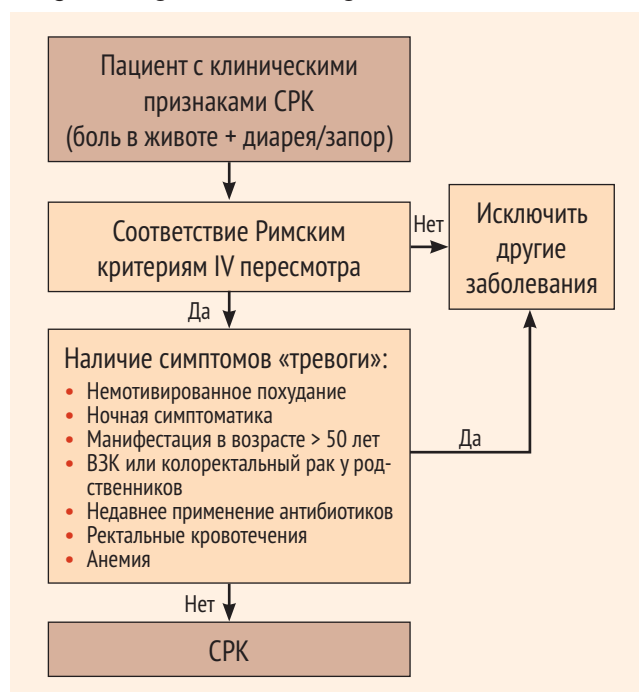 Пациент с клиническими
признаками СРК
(боль в животе + диарея/запор)
Соответствие Римским
критериям IV пересмотра
Нет
Исключить
другие
заболевания
Да
Наличие симптомов «тревоги»:
• Немотивированное похудание
• Ночная симптоматика
• Манифестация в возрасте > 50 лет
• ВЗК или колоректальный рак у род-
ственников
• Недавнее применение антибиотиков
• Ректальные кровотечения
• Анемия
Да
Нет
СРК